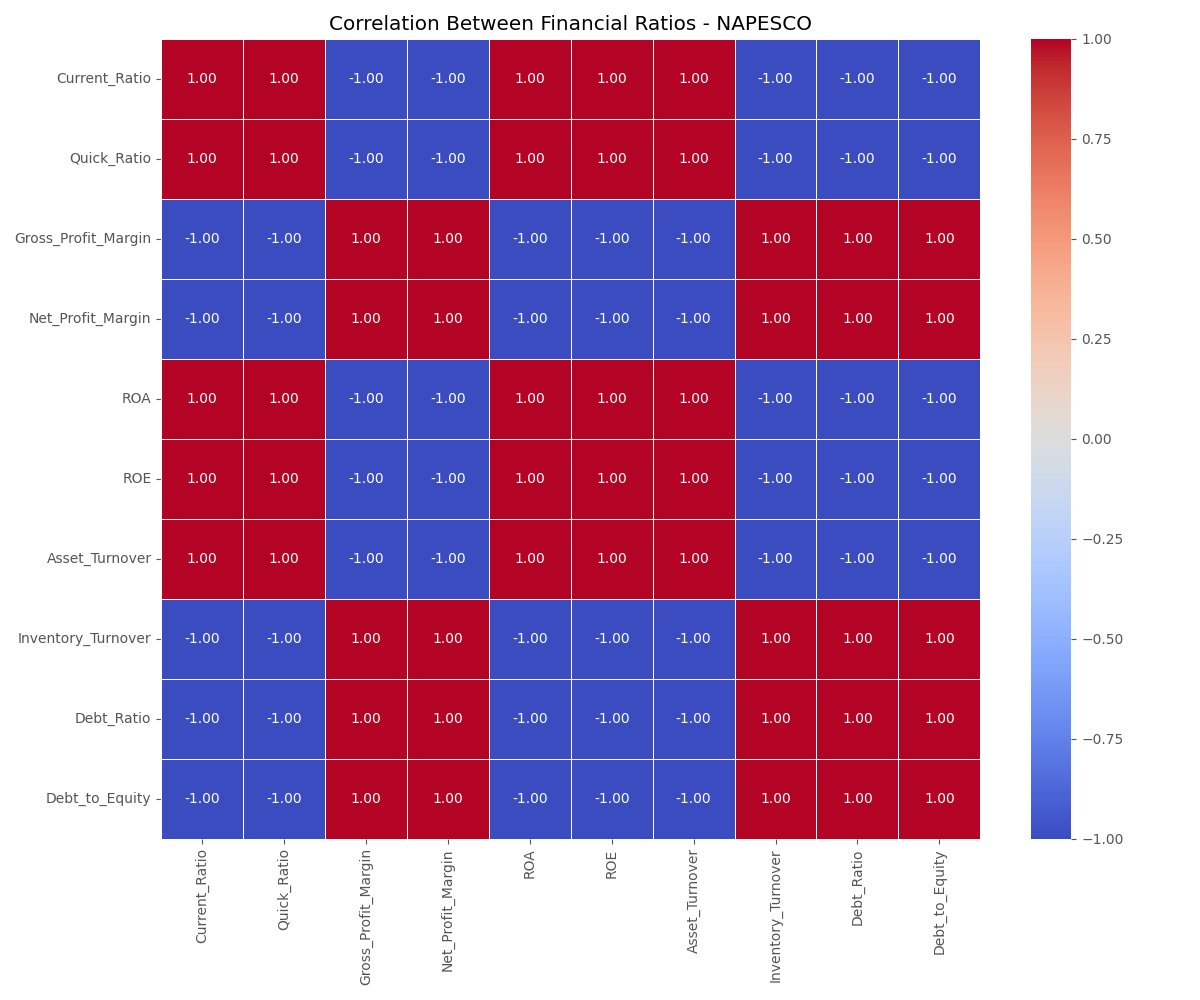 Correlation Between Financial Ratios - NAPESCO
Current_Ratio 1.00 1.00 -1.00 -1.00 1.00 1.00 1.00 -1.00 -1.00 -1.00
Quick_Ratio 1.00 1.00 -1.00 -1.00 1.00 1.00 1.00 -1.00 -1.00 -1.00
Gross_Profit_Margin -1.00 -1.00 1.00 1.00 -1.00 -1.00 -1.00 1.00 1.00 1.00
Net_Profit_Margin -1.00 -1.00 1.00 1.00 -1.00 -1.00 -1.00 1.00 1.00 1.00
ROA 1.00 1.00 -1.00 -1.00 1.00 1.00 1.00 -1.00 -1.00 -1.00
ROE 1.00 1.00 -1.00 -1.00 1.00 1.00 1.00 -1.00 -1.00 -1.00
Asset_Turnover 1.00 1.00 -1.00 -1.00 1.00 1.00 1.00 -1.00 -1.00 -1.00
Inventory_Turnover -1.00 -1.00 1.00 1.00 -1.00 -1.00 -1.00 1.00 1.00 1.00
Debt_Ratio -1.00 -1.00 1.00 1.00 -1.00 -1.00 -1.00 1.00 1.00 1.00
Debt_to_Equity -1.00 -1.00 1.00 1.00 -1.00 -1.00 -1.00 1.00 1.00 1.00
Current_Ratio
Quick_Ratio
Gross_Profit_Margin
Net_Profit_Margin
ROA
ROE
Asset_Turnover
Inventory_Turnover
Debt_Ratio
Debt_to_Equity
1.00
0.75
0.50
0.25
0.00
−0.25
−0.50
−0.75
−1.00